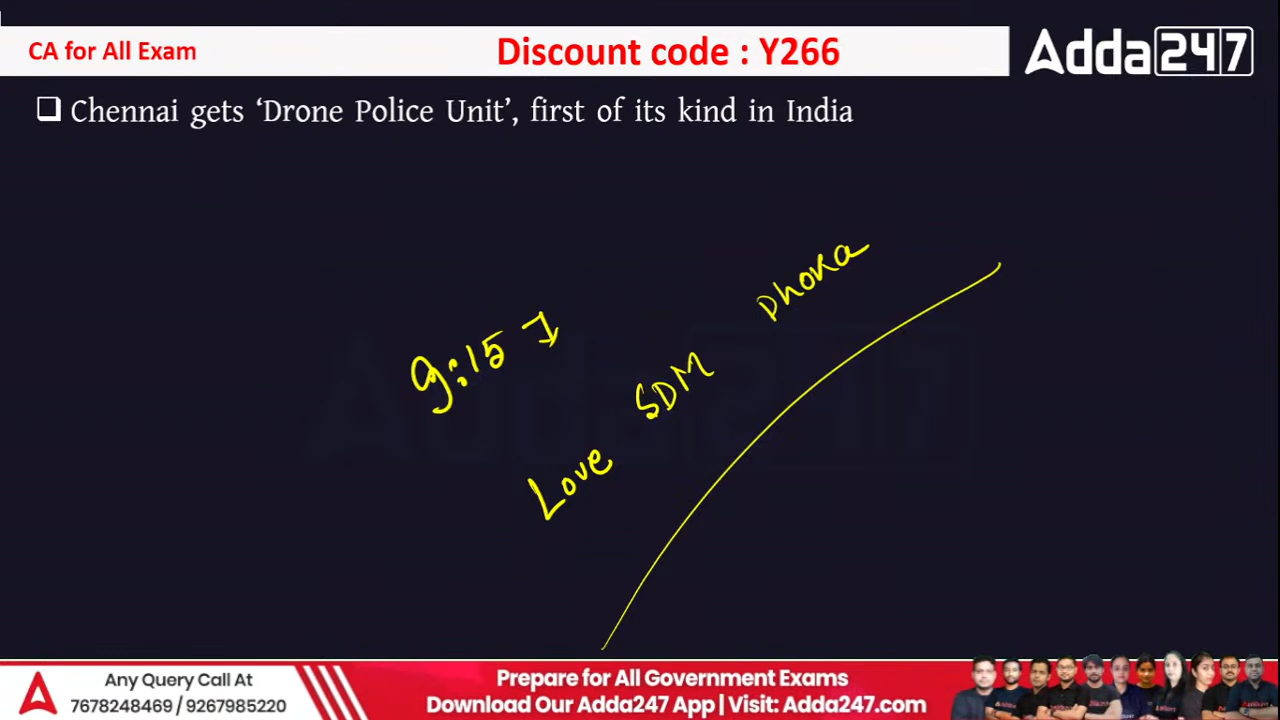 CA for All Exam
Discount code : Y266
Adda247
Chennai gets ‘Drone Police Unit’, first of its kind in India
Dhoka
9:15
SDM
Love
Any Query Call At
7678248469 / 9267985220
Prepare for All Government Exams
Download Our Adda247 App | Visit: Adda247.com